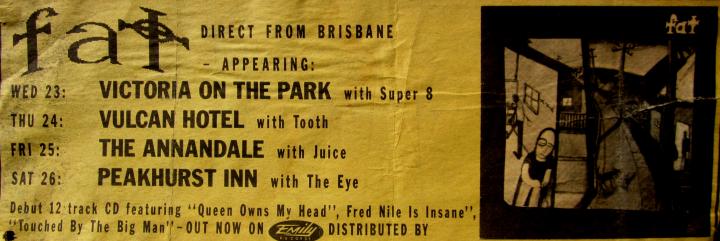 fat DIRECT FROM BRISBANE
- APPEARING:
WED 23: VICTORIA ON THE PARK with Super 8
THU 24: VULCAN HOTEL with Tooth
FRI 25: THE ANNANDALE with Juice
SAT 26: PEAKHURST INN with The Eye
Debut 12 track CD featuring "Queen Owns My Head", Fred Nile Is Insane",
"Touched By The Big Man" - OUT NOW ON Emily RECORDS DISTRIBUTED BY
fat